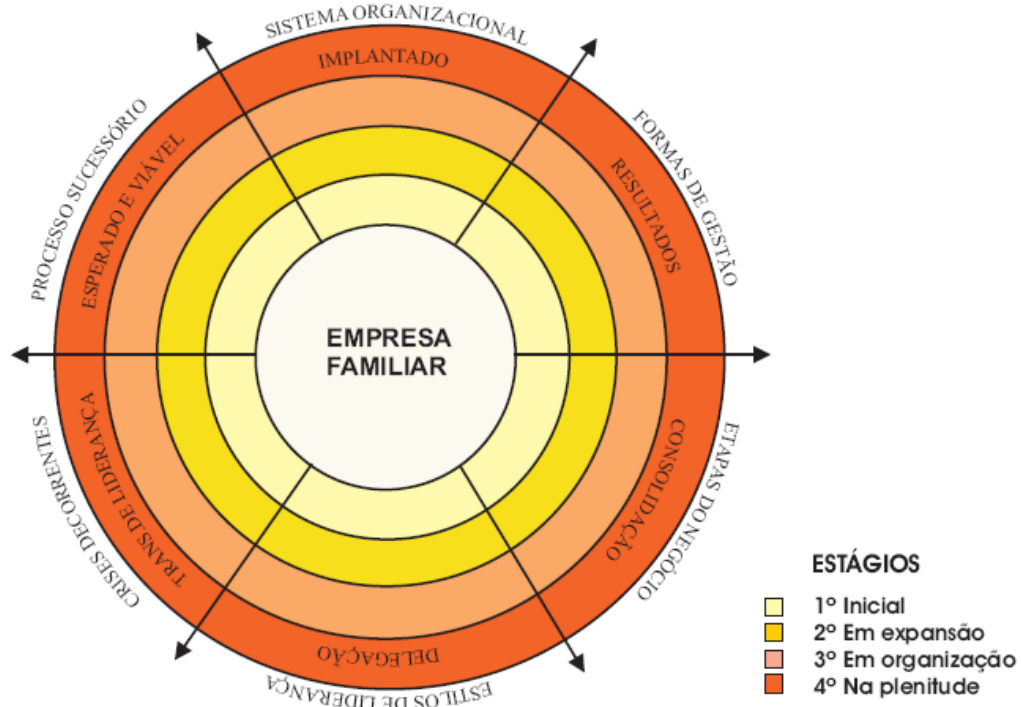 SISTEMA ORGANIZACIONAL
IMPLANTADO
FORMAS DE GESTÃO
RESULTADOS
ETAPAS DO NEGÓCIO
CONSOLIDAÇÃO
ESTILOS DE LIDERANÇA
DELEGAÇÃO
CRISES DECORRENTES
TRANS.DE LIDERANÇA
PROCESSO SUCESSÓRIO
ESPERADO E VIÁVEL
EMPRESA
FAMILIAR
ESTÁGIOS
1º Inicial
2º Em expansão
3º Em organização
4º Na plenitude